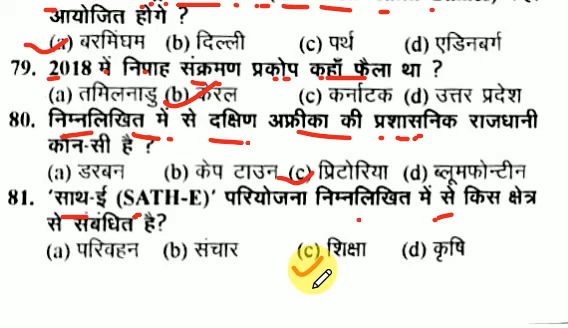 आयोजित होंगे ?
(a) बरमिंघम (b) दिल्ली (c) पर्थ (d) एडिनबर्ग
79. 2018 में निपाह संक्रमण प्रकोप कहाँ फैला था ?
(a) तमिलनाडु (b) केरल (c) कर्नाटक (d) उत्तर प्रदेश
80. निम्नलिखित में से दक्षिण अफ्रीका की प्रशासनिक राजधानी
कौन-सी है ?
(a) डरबन (b) केप टाउन (c) प्रिटोरिया (d) ब्लूमफोन्टीन
81. 'साथ-ई (SATH-E)' परियोजना निम्नलिखित में से किस क्षेत्र
से संबंधित है?
(a) परिवहन (b) संचार (c) शिक्षा (d) कृषि